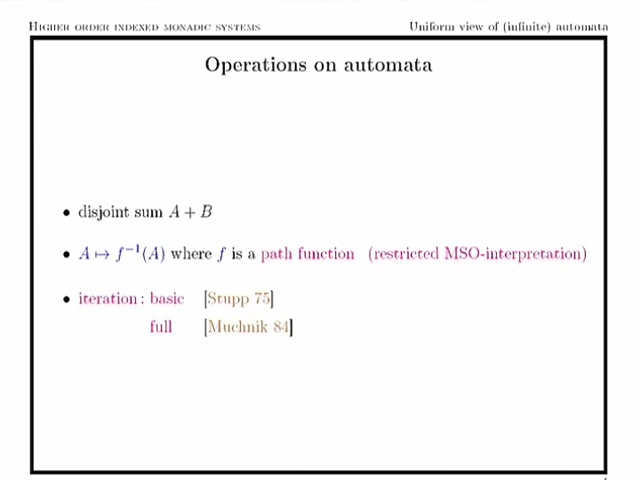 Higher order indexed monadic systems
Uniform view of (infinite) automata
Operations on automata
• disjoint sum A + B
• A ↦ f⁻¹(A) where f is a path function (restricted MSO-interpretation)
• iteration: basic [Stupp 75]
full [Muchnik 84]